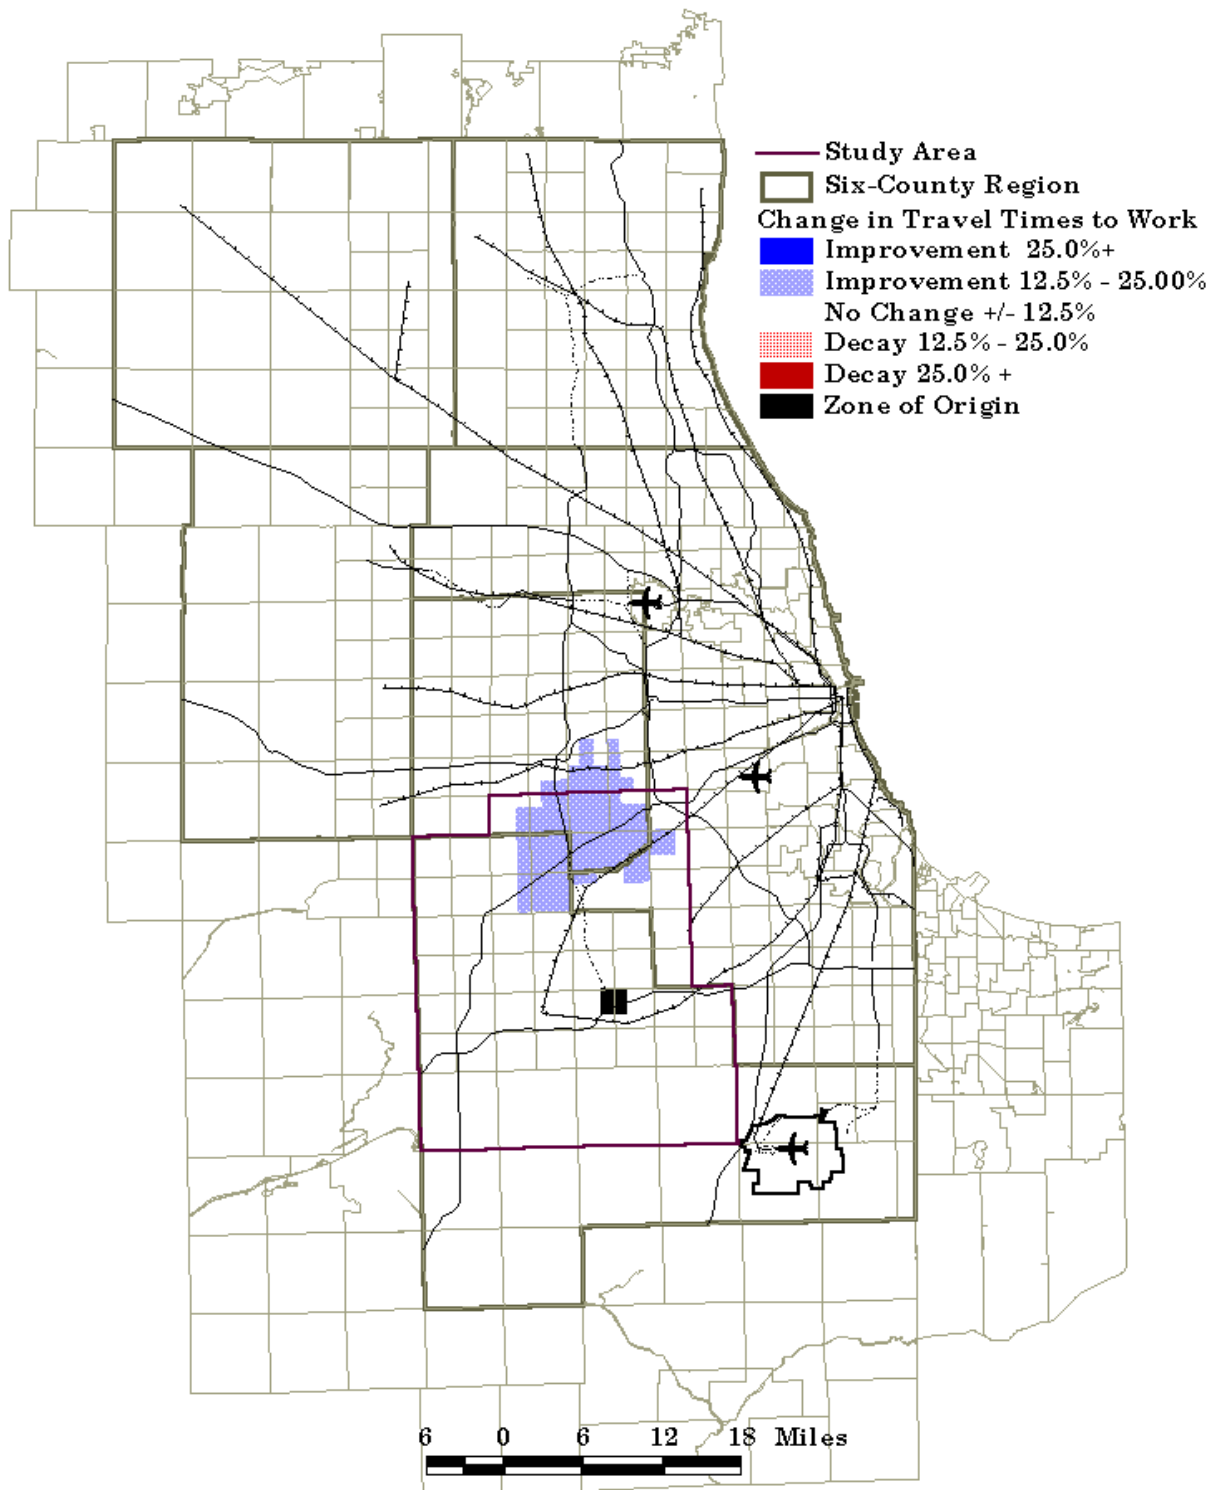 Study Area
Six-County Region
Change in Travel Times to Work
Improvement 25.0%+
Improvement 12.5% - 25.00%
No Change +/- 12.5%
Decay 12.5% - 25.0%
Decay 25.0% +
Zone of Origin
6 0 6 12 18 Miles